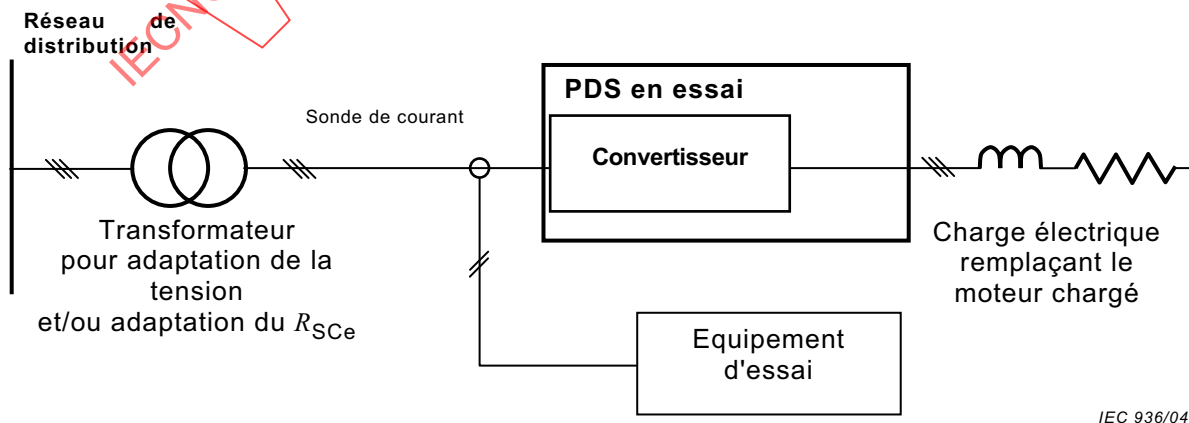 Réseau de
distribution
IECN
Sonde de courant
PDS en essai
Convertisseur
Transformateur
pour adaptation de la
tension
et/ou adaptation du RSCe
Charge électrique
remplaçant le
moteur chargé
Equipement
d'essai
IEC 936/04